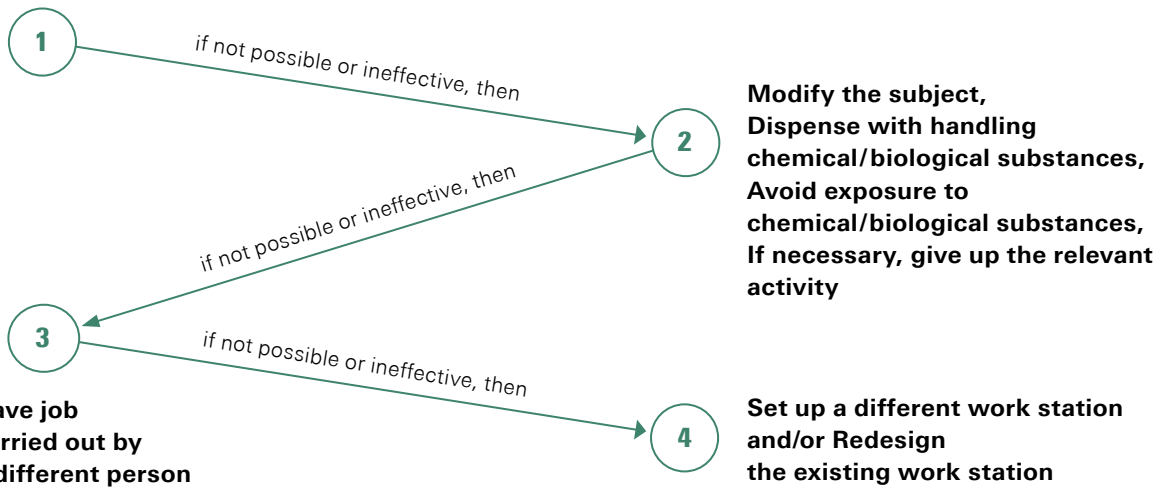 1
if not possible or ineffective, then
2
Modify the subject,
Dispense with handling
chemical/biological substances,
Avoid exposure to
chemical/biological substances,
If necessary, give up the relevant
activity
if not possible or ineffective, then
3
if not possible or ineffective, then
ave job
rried out by
different person
4
Set up a different work station
and/or Redesign
the existing work station